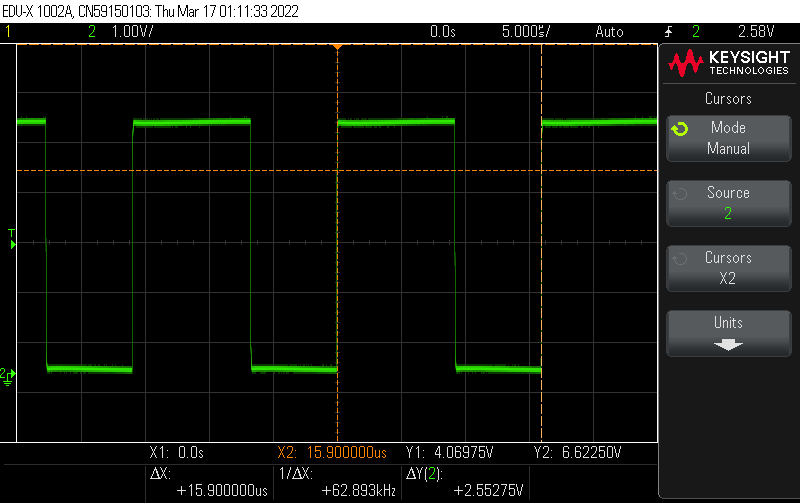 EDU-X 1002A, CN59150103: Thu Mar 17 01:11:33 2022
1 2 1.00V/ 0.0s 5.000us/ Auto 2 2.58V
KEYSIGHT
TECHNOLOGIES
Cursors
Mode
Manual
Source
2
Cursors
X2
Units
T
2
X1: 0.0s X2: 15.900000us Y1: 4.06975V Y2: 6.62250V
ΔX: 1/ΔX: ΔY(2):
+15.900000us +62.893kHz +2.55275V